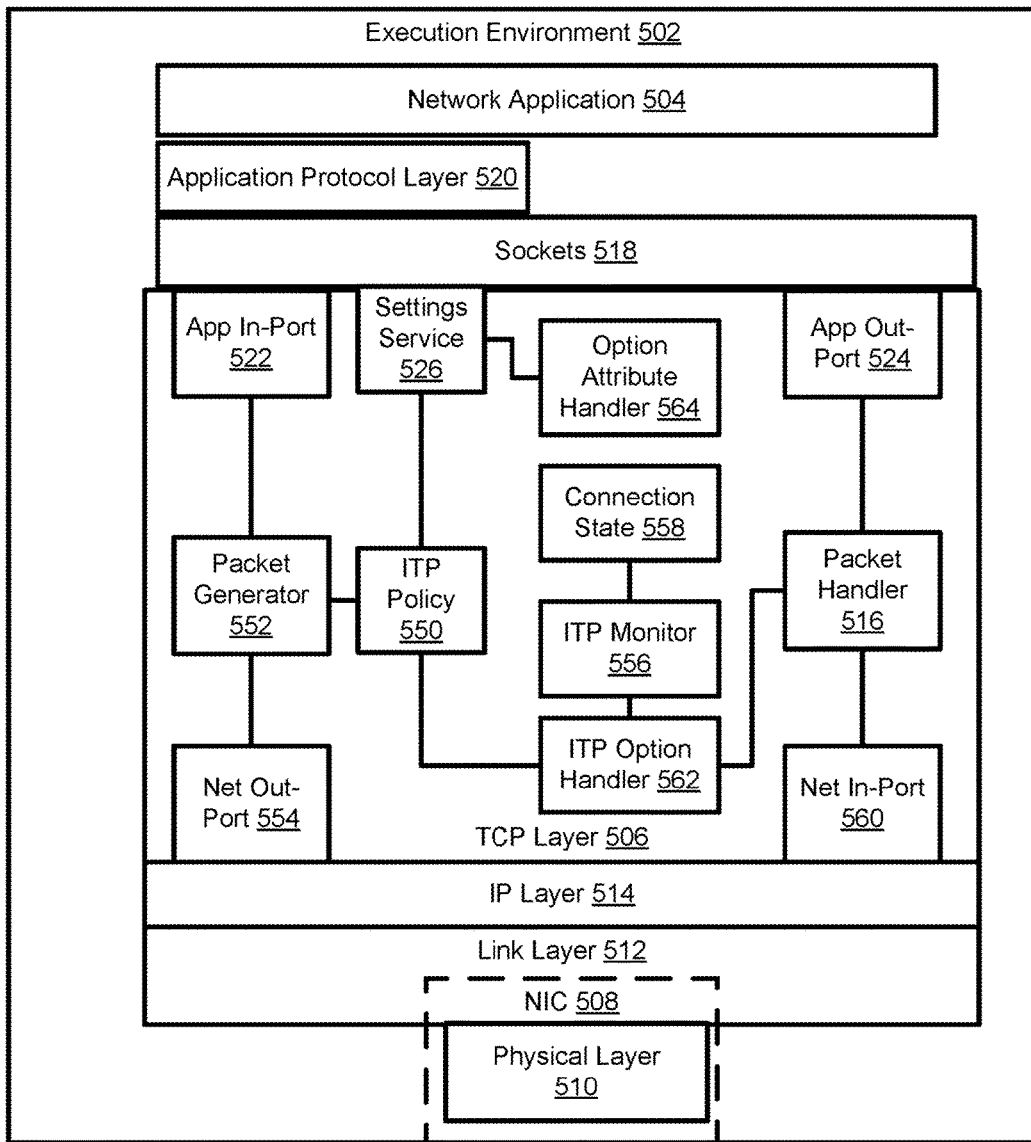 Execution Environment 502
Network Application 504
Application Protocol Layer 520
Sockets 518
App In-Port
522
Settings
Service
526
Option
Attribute
Handler 564
App Out-
Port 524
Connection
State 558
Packet
Generator
552
ITP
Policy
550
ITP Monitor
556
Packet
Handler
516
Net Out-
Port 554
ITP Option
Handler 562
Net In-Port
560
TCP Layer 506
IP Layer 514
Link Layer 512
NIC 508
Physical Layer
510